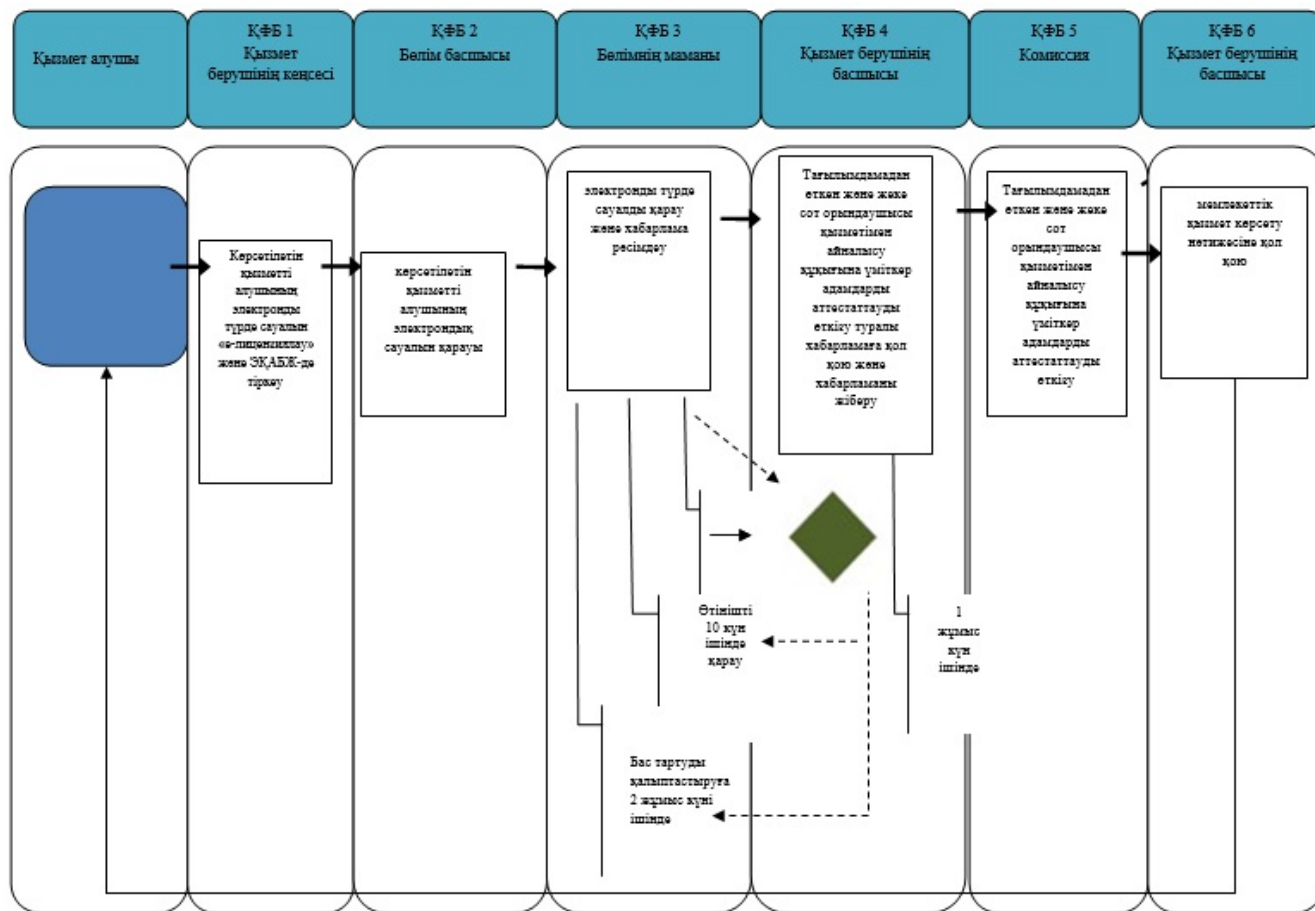 Қызмет алушы
ҚФБ 1
Қызмет
берушінің кеңсесі
ҚФБ 2
Бөлім басшысы
ҚФБ 3
Бөлімнің маманы
ҚФБ 4
Қызмет берушінің
басшысы
ҚФБ 5
Комиссия
ҚФБ 6
Қызмет берушінің
басшысы
Көрсетілетін
қызметті
алушының
электронды
түрде сауалын
«е-лицензиялау»
және ЭҚАБЖ-де
тіркеу
көрсетілетін
қызметті
алушының
электрондық
сауалын қарауы
электронды түрде
сауалды қарау
және хабарлама
ресімдеу
Тағылымдамадан
өткен және жеке
сот орындаушысы
қызметімен
айналысу
құқығына үміткер
адамдарды
аттестаттауды
өткізу туралы
хабарламаға қол
қою және
хабарламаны
жіберу
Тағылымдамадан
өткен және жеке
сот
орындаушысы
қызметімен
айналысу
құқығына
үміткер
адамдарды
аттестаттауды
өткізу
мемлекеттік
қызмет көрсету
нәтижесіне қол
қою
Өтінішті
10 күн
ішінде
қарау
1
жұмыс
күн
ішінде
Бас тартуды
қалыптастыруға
2 жұмыс күні
ішінде